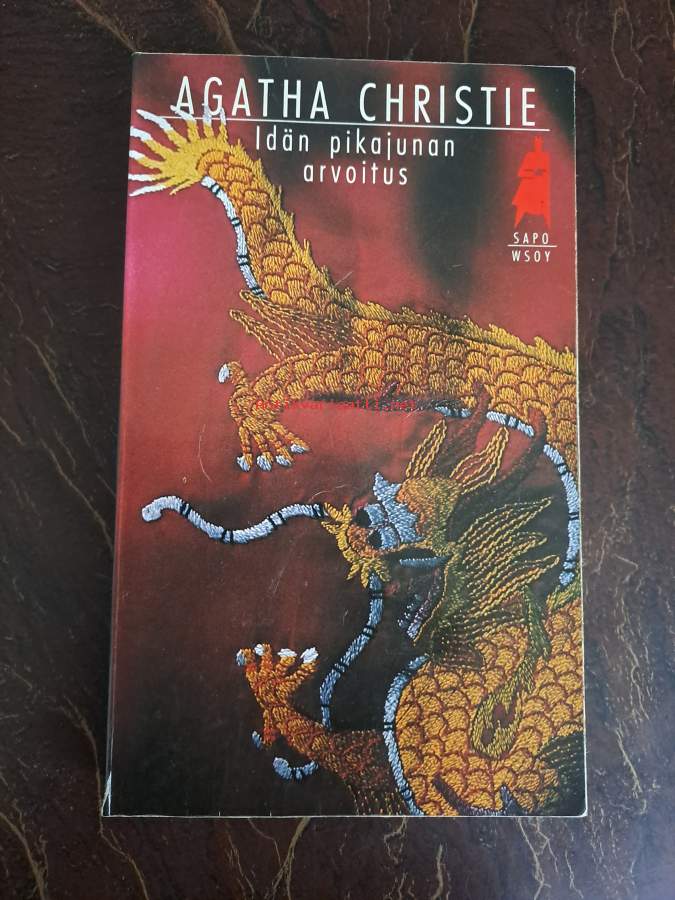 AGATHA CHRISTIE
Idän pikajunan
arvoitus
SAPO
WSOY